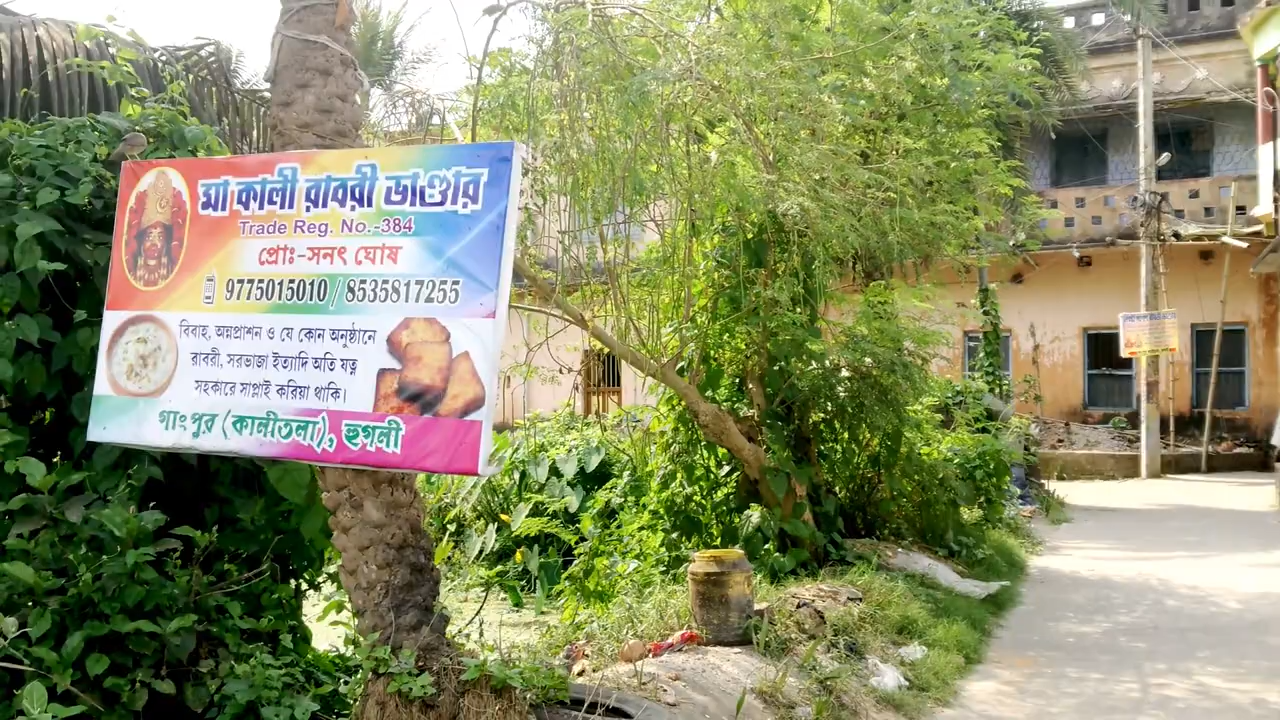 মা কালী রাবরী ভাণ্ডার
Trade Reg. No.-384
প্রোঃ-সনৎ ঘোষ
9775015010 / 8535817255
বিবাহ, অন্নপ্রাশন ও যে কোন অনুষ্ঠানে
রাবরী, সরভাজা ইত্যাদি অতি যত্ন
সহকারে সাপ্লাই করিয়া থাকি।
গাংপুর (কালীতলা), হুগলী